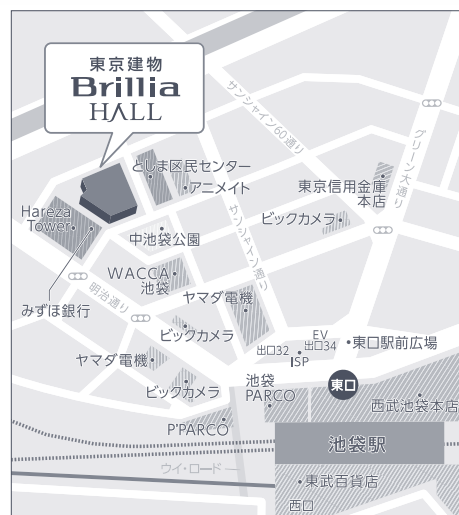 東京建物
Brillia
HALL
サンシャイン60通り
グリーン大通り
としま区民センター
アニメイト
東京信用金庫
本店
Hareza
Tower
ビックカメラ
中池袋公園
サンシャイン通り
WACCA
池袋
みずほ銀行
明治通り
ヤマダ電機
ビックカメラ
EV
出口32
出口34
東口駅前広場
ISP
ヤマダ電機
池袋
PARCO
東口
ビックカメラ
西武池袋本店
P'PARCO
池袋駅
ウイ・ロード
東武百貨店
西口